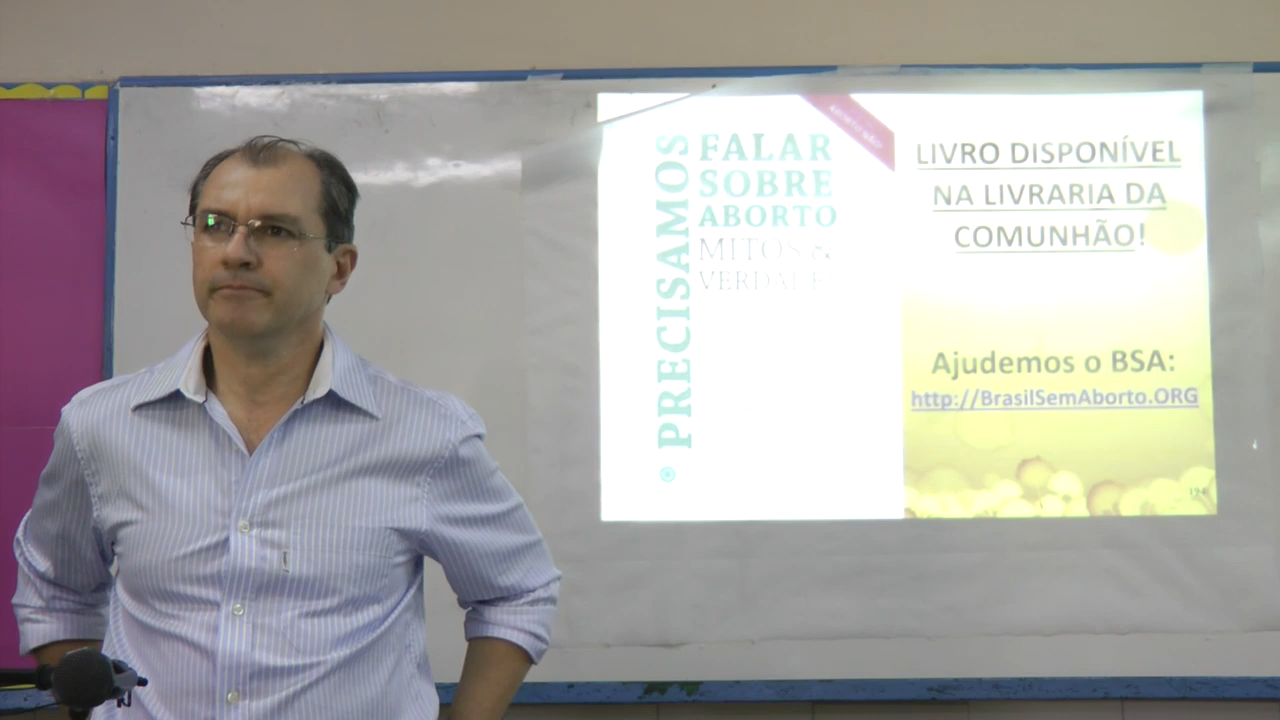 PRECISAMOS
FALAR
SOBRE
ABORTO
MITOS &
LIVRO DISPONÍVEL
NA LIVRARIA DA
COMUNHÃO!
Ajudemos o BSA:
http://BrasilSemAborto.ORG